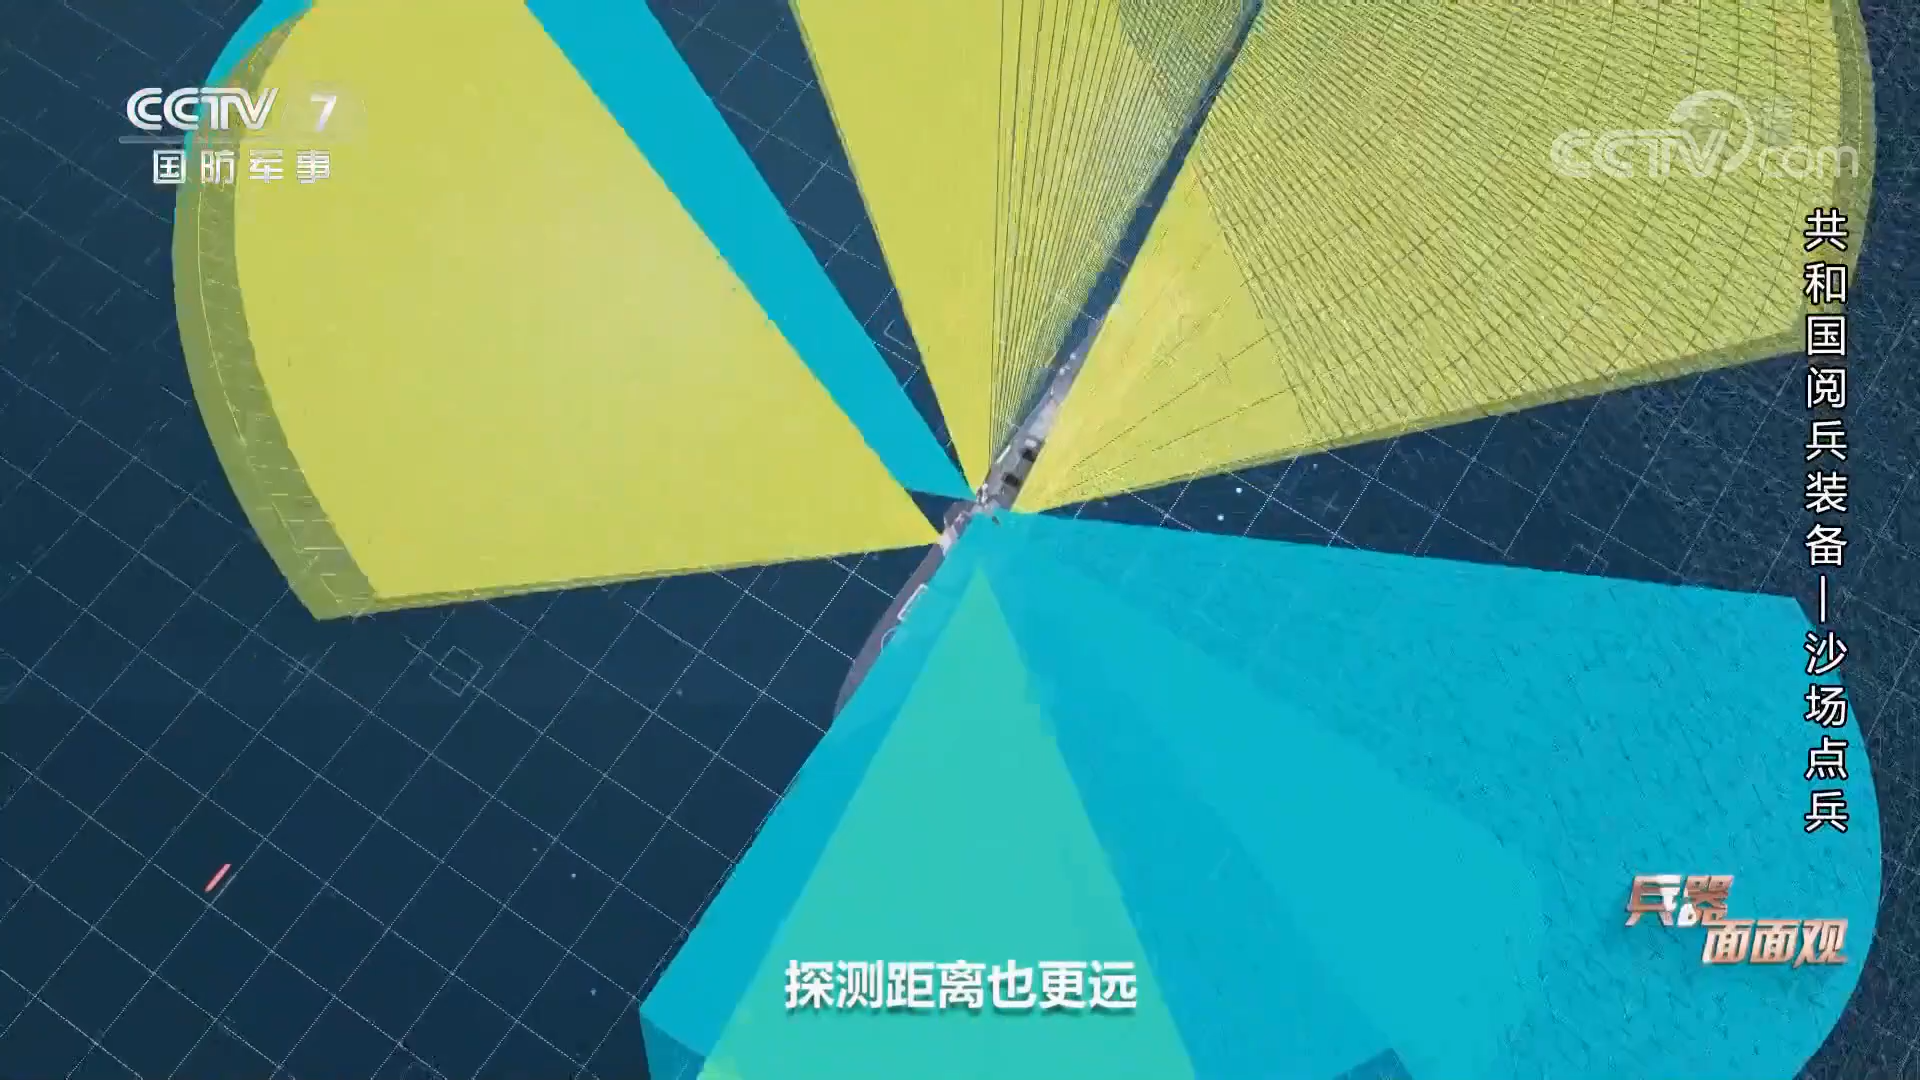 CCTV 7
国防军事
CCTV.com
共和国阅兵装备—沙场点兵
兵器
面面观
探测距离也更远